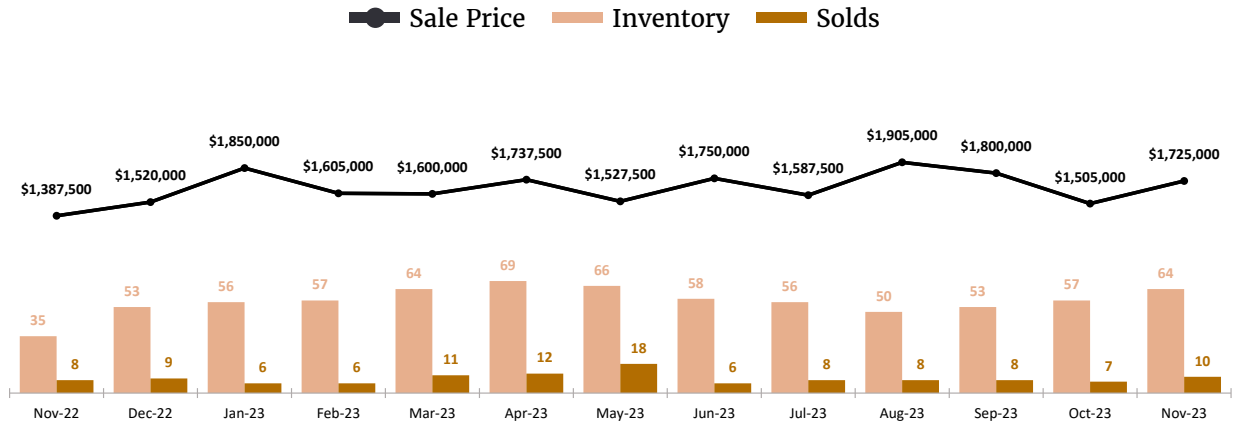 Sale Price Inventory Solds
$1,387,500 $1,520,000 $1,850,000 $1,605,000 $1,600,000 $1,737,500 $1,527,500 $1,750,000 $1,587,500 $1,905,000 $1,800,000 $1,505,000 $1,725,000
35 53 56 57 64 69 66 58 56 50 53 57 64
8 9 6 6 11 12 18 6 8 8 8 7 10
Nov-22 Dec-22 Jan-23 Feb-23 Mar-23 Apr-23 May-23 Jun-23 Jul-23 Aug-23 Sep-23 Oct-23 Nov-23